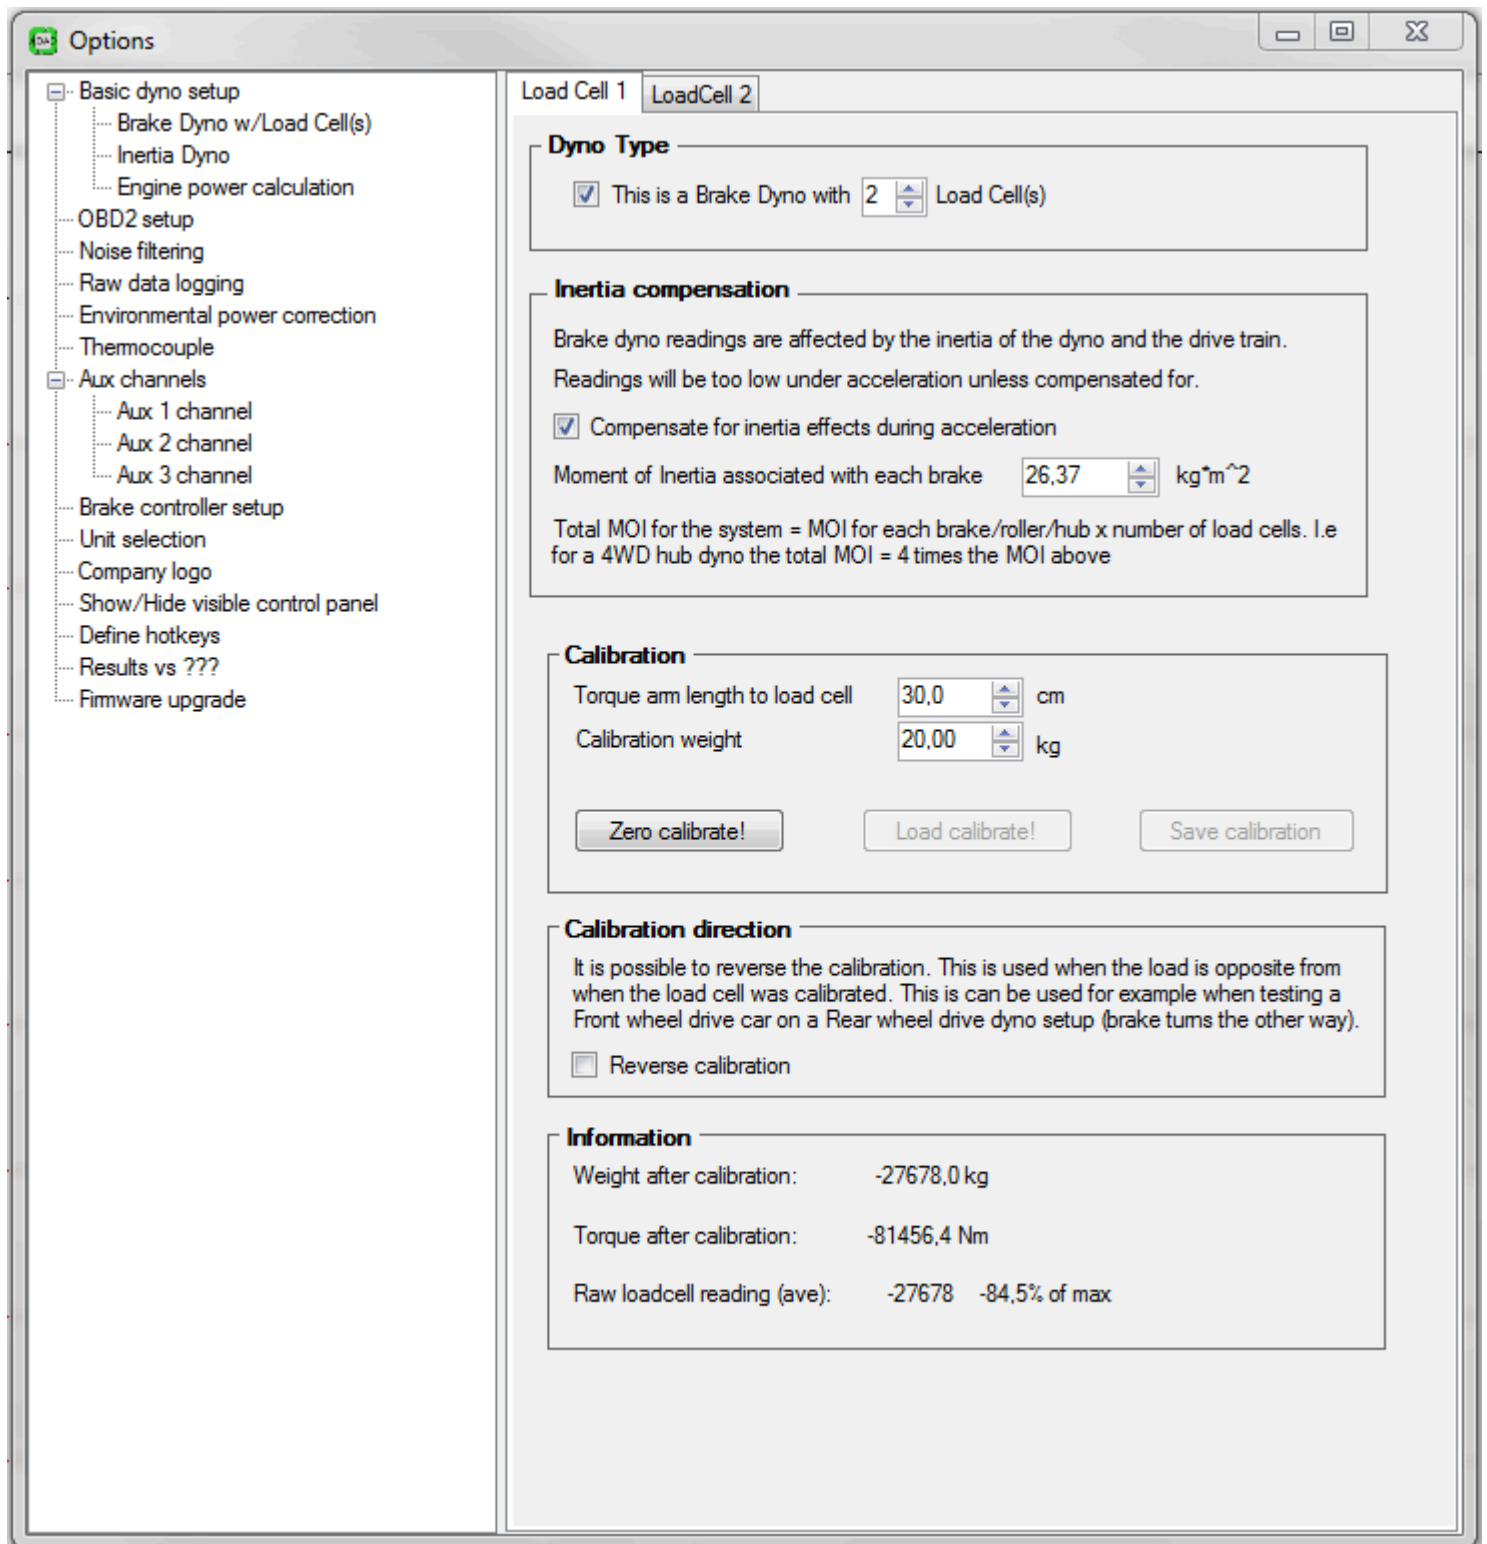 Options
Basic dyno setup
Brake Dyno w/Load Cell(s)
Inertia Dyno
Engine power calculation
OBD2 setup
Noise filtering
Raw data logging
Environmental power correction
Thermocouple
Aux channels
Aux 1 channel
Aux 2 channel
Aux 3 channel
Brake controller setup
Unit selection
Company logo
Show/Hide visible control panel
Define hotkeys
Results vs ???
Firmware upgrade
Load Cell 1 LoadCell 2
Dyno Type
This is a Brake Dyno with 2 Load Cell(s)
Inertia compensation
Brake dyno readings are affected by the inertia of the dyno and the drive train.
Readings will be too low under acceleration unless compensated for.
Compensate for inertia effects during acceleration
Moment of Inertia associated with each brake 26,37 kg*m^2
Total MOI for the system = MOI for each brake/roller/hub x number of load cells. I.e
for a 4WD hub dyno the total MOI = 4 times the MOI above
Calibration
Torque arm length to load cell 30,0 cm
Calibration weight 20,00 kg
Zero calibrate! Load calibrate! Save calibration
Calibration direction
It is possible to reverse the calibration. This is used when the load is opposite from
when the load cell was calibrated. This is can be used for example when testing a
Front wheel drive car on a Rear wheel drive dyno setup (brake turns the other way).
Reverse calibration
Information
Weight after calibration: -27678,0 kg
Torque after calibration: -81456,4 Nm
Raw loadcell reading (ave): -27678 -84,5% of max